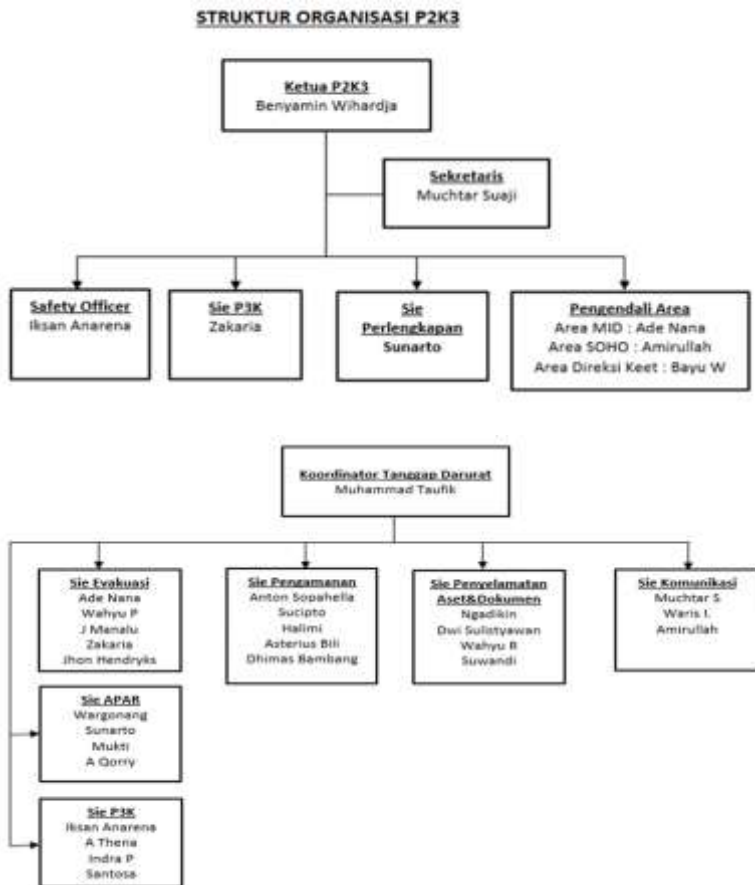 STRUKTUR ORGANISASI P2K3
Ketua P2K3
Benyamin Wihardja
Sekretaris
Muchtar Suaji
Safety Officer
Iksan Anarena
Sie P3K
Zakaria
Sie
Perlengkapan
Sunarto
Pengendali Area
Area MID : Ade Nana
Area SOHO : Amirullah
Area Direksi Keet : Bayu W
Koordinator Tanggap Darurat
Muhammad Taufik
Sie Evakuasi
Ade Nana
Wahyu P
J Manalu
Zakaria
Jhon Hendryks
Sie Pengamanan
Anton Sopahella
Sucipto
Halimi
Asterius Bili
Dhimas Bambang
Sie Penyelamatan
Aset&Dokumen
Ngadikin
Dwi Sulistyawan
Wahyu R
Suwandi
Sie Komunikasi
Muchtar S
Waris I.
Amirullah
Sie APAR
Wargonang
Sunarto
Mukti
A Qorry
Sie P3K
Iksan Anarena
A Thena
Indra P
Santosa